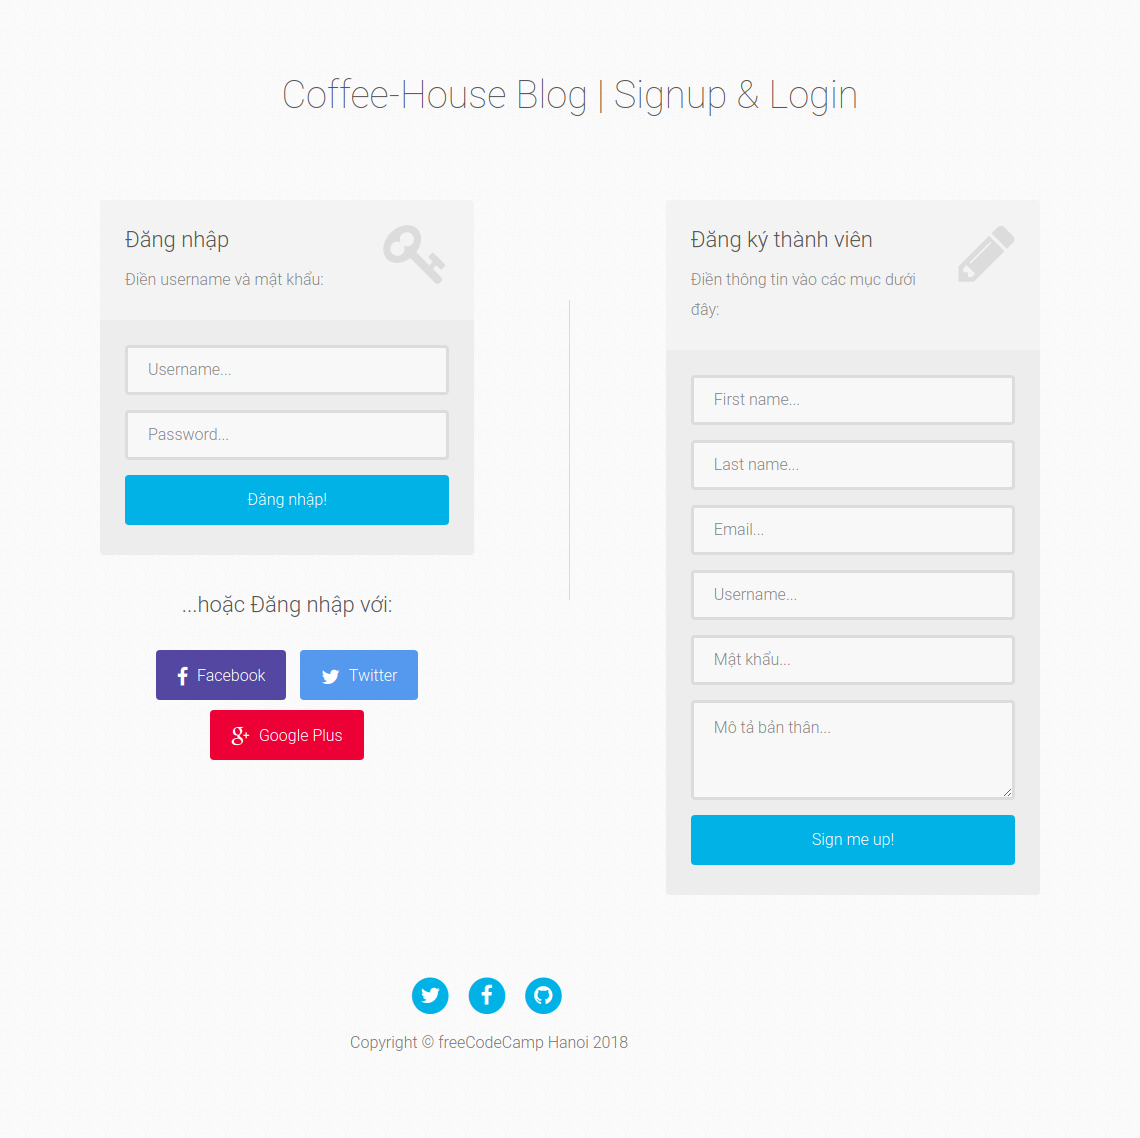 Coffee-House Blog | Signup & Login
Đăng nhập
Điền username và mật khẩu:
Username...
Password...
Đăng nhập!
...hoặc Đăng nhập với:
Facebook
Twitter
Google Plus
Đăng ký thành viên
Điền thông tin vào các mục dưới
đây:
First name...
Last name...
Email...
Username...
Mật khẩu...
Mô tả bản thân...
Sign me up!
Copyright © freeCodeCamp Hanoi 2018